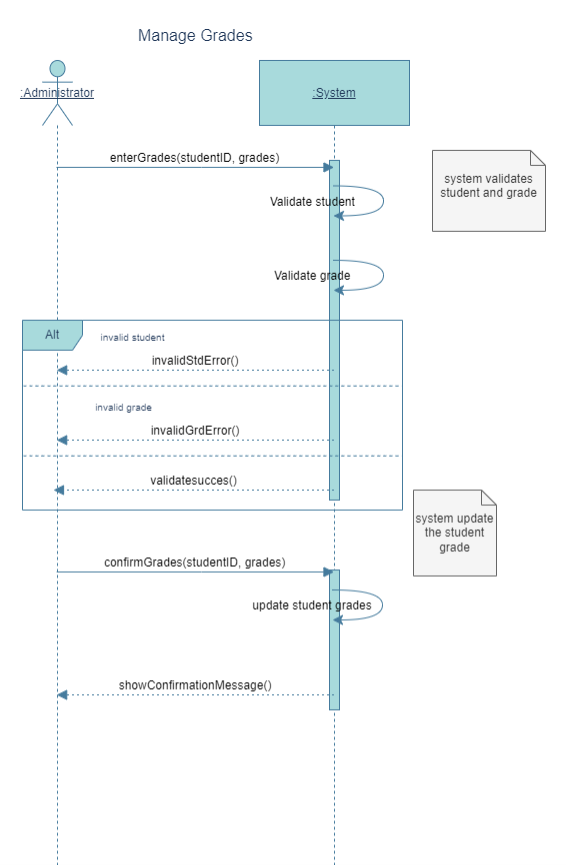 Manage Grades
:Administrator
:System
enterGrades(studentID, grades)
system validates
student and grade
Validate student
Validate grade
Alt
invalid student
invalidStdError()
invalid grade
invalidGrdError()
validatesucces()
system update
the student
grade
confirmGrades(studentID, grades)
update student grades
showConfirmationMessage()